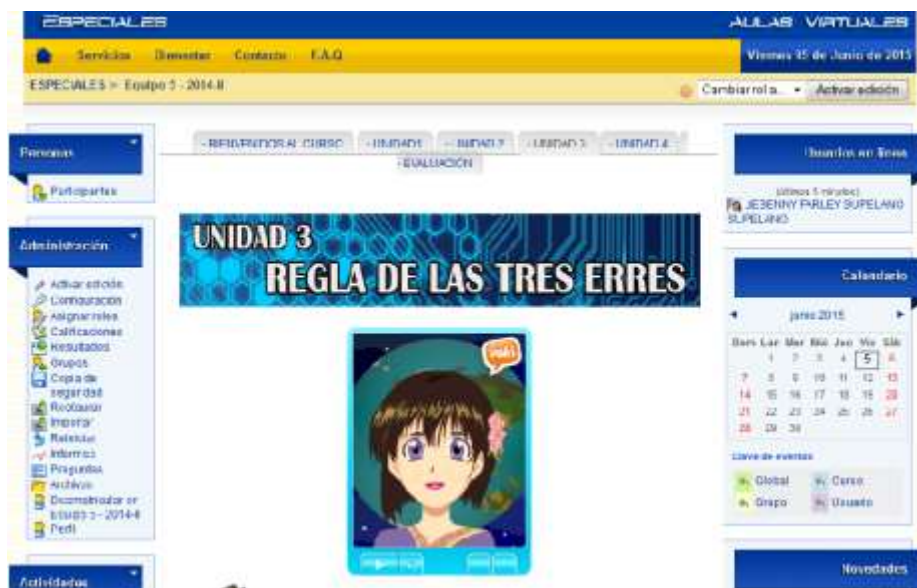 ESPECIALES
AULAS VIRTUALES
Servicios Bienestar Contacto F.A.Q
Viernes 05 de Junio de 2015
ESPECIALES ► Equipo 5 - 2014-II
Cambiar rol a... Activar edición
Personas
Participantes
Administración
Activar edición
Configuración
Asignar roles
Calificaciones
Resultados
Grupos
Copia de seguridad
Restaurar
Importar
Reiniciar
Informes
Preguntas
Archivos
Perfil
Actividades
- BIENVENIDOS AL CURSO - UNIDAD 1 - UNIDAD 2 - UNIDAD 3 - UNIDAD 4
- EVALUACIÓN
UNIDAD 3
REGLA DE LAS TRES ERRES
Usuarios en línea
(últimos 5 minutos)
JEBENNY FARLEY SUPELANO
SUPELANO
Calendario
junio 2015
Dom Lun Mar Mié Jue Vie Sáb
1 2 3 4 5 6
7 8 9 10 11 12 13
14 15 16 17 18 19 20
21 22 23 24 25 26 27
28 29 30
Clave de eventos
Global Curso
Grupo Usuario
Novedades